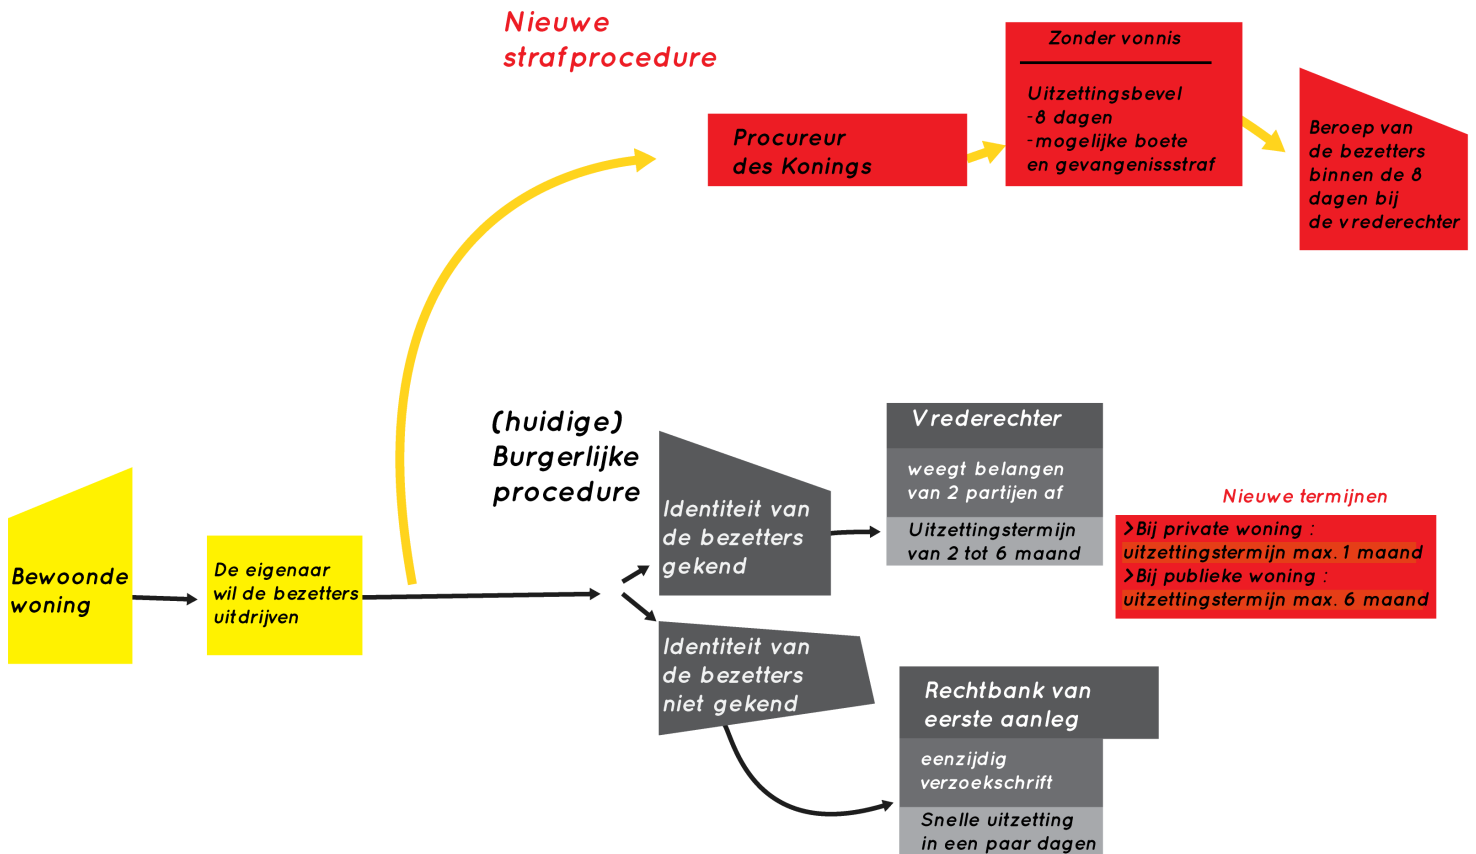 Nieuwe
strafprocedure
Procureur
des Konings
Zonder vonnis
Uitzettingsbevel
-8 dagen
-mogelijke boete
en gevangenissstraf
Beroep van
de bezetters
binnen de 8
dagen bij
de vrederechter
Bewoonde
woning
De eigenaar
wil de bezetters
uitdrijven
(huidige)
Burgerlijke
procedure
Identiteit van
de bezetters
gekend
Vrederechter
weegt belangen
van 2 partijen af
Uitzettingstermijn
van 2 tot 6 maand
Nieuwe termijnen
>Bij private woning :
uitzettingstermijn max. 1 maand
>Bij publieke woning :
uitzettingstermijn max. 6 maand
Identiteit van
de bezetters
niet gekend
Rechtbank van
eerste aanleg
eenzijdig
verzoekschrift
Snelle uitzetting
in een paar dagen